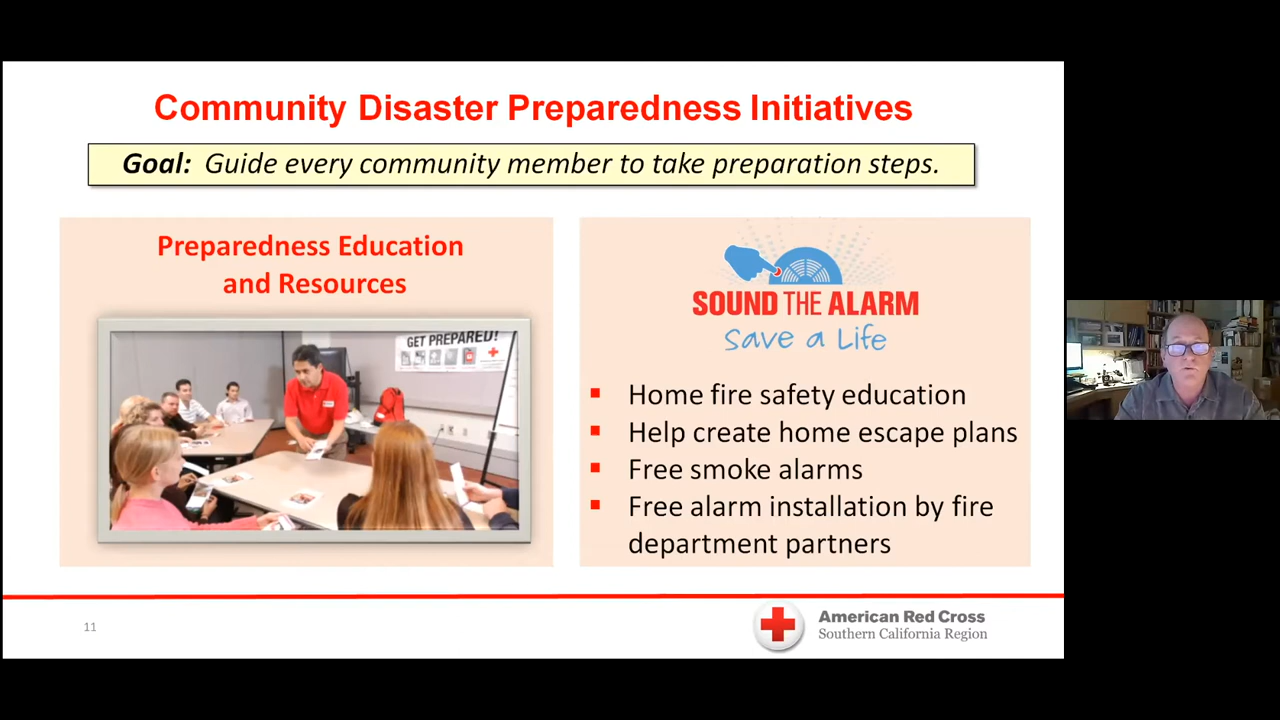 Community Disaster Preparedness Initiatives
Goal: Guide every community member to take preparation steps.
Preparedness Education
and Resources
GET PREPARED!
SOUND THE ALARM
Save a Life
▪ Home fire safety education
▪ Help create home escape plans
▪ Free smoke alarms
▪ Free alarm installation by fire
department partners
11
American Red Cross
Southern California Region